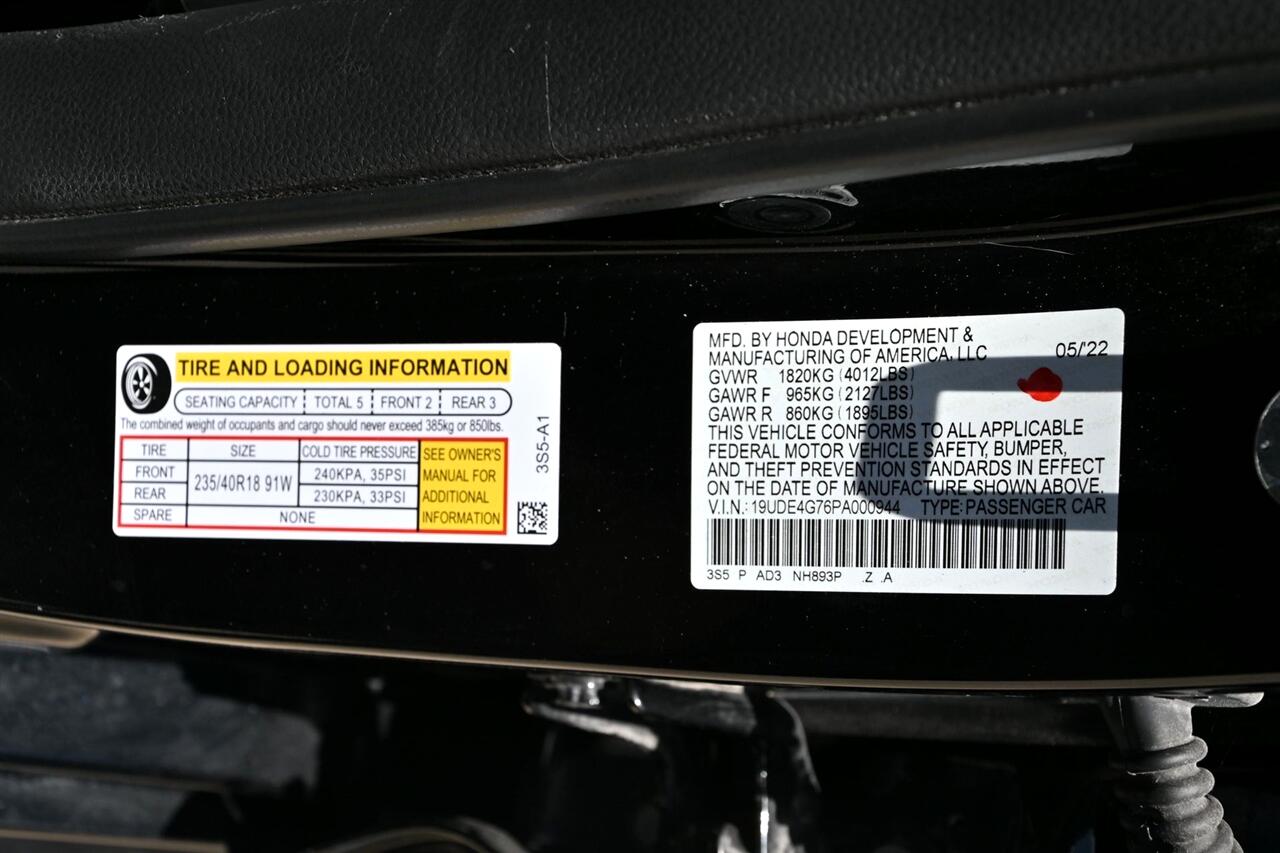 TIRE AND LOADING INFORMATION
SEATING CAPACITY TOTAL 5 FRONT 2 REAR 3
The combined weight of occupants and cargo should never exceed 385kg or 850lbs.
TIRE SIZE COLD TIRE PRESSURE
FRONT 235/40R18 91W 240KPA, 35PSI
REAR 230KPA, 33PSI
SPARE NONE
SEE OWNER'S
MANUAL FOR
ADDITIONAL
INFORMATION
3S5-A1
MFD. BY HONDA DEVELOPMENT &
MANUFACTURING OF AMERICA, LLC 05/'22
GVWR 1820KG (4012LBS)
GAWR F 965KG (2127LBS)
GAWR R 860KG (1895LBS)
THIS VEHICLE CONFORMS TO ALL APPLICABLE
FEDERAL MOTOR VEHICLE SAFETY, BUMPER,
AND THEFT PREVENTION STANDARDS IN EFFECT
ON THE DATE OF MANUFACTURE SHOWN ABOVE.
V.I.N.: 19UDE4G76PA000944 TYPE: PASSENGER CAR
3S5 P AD3 NH893P .Z .A